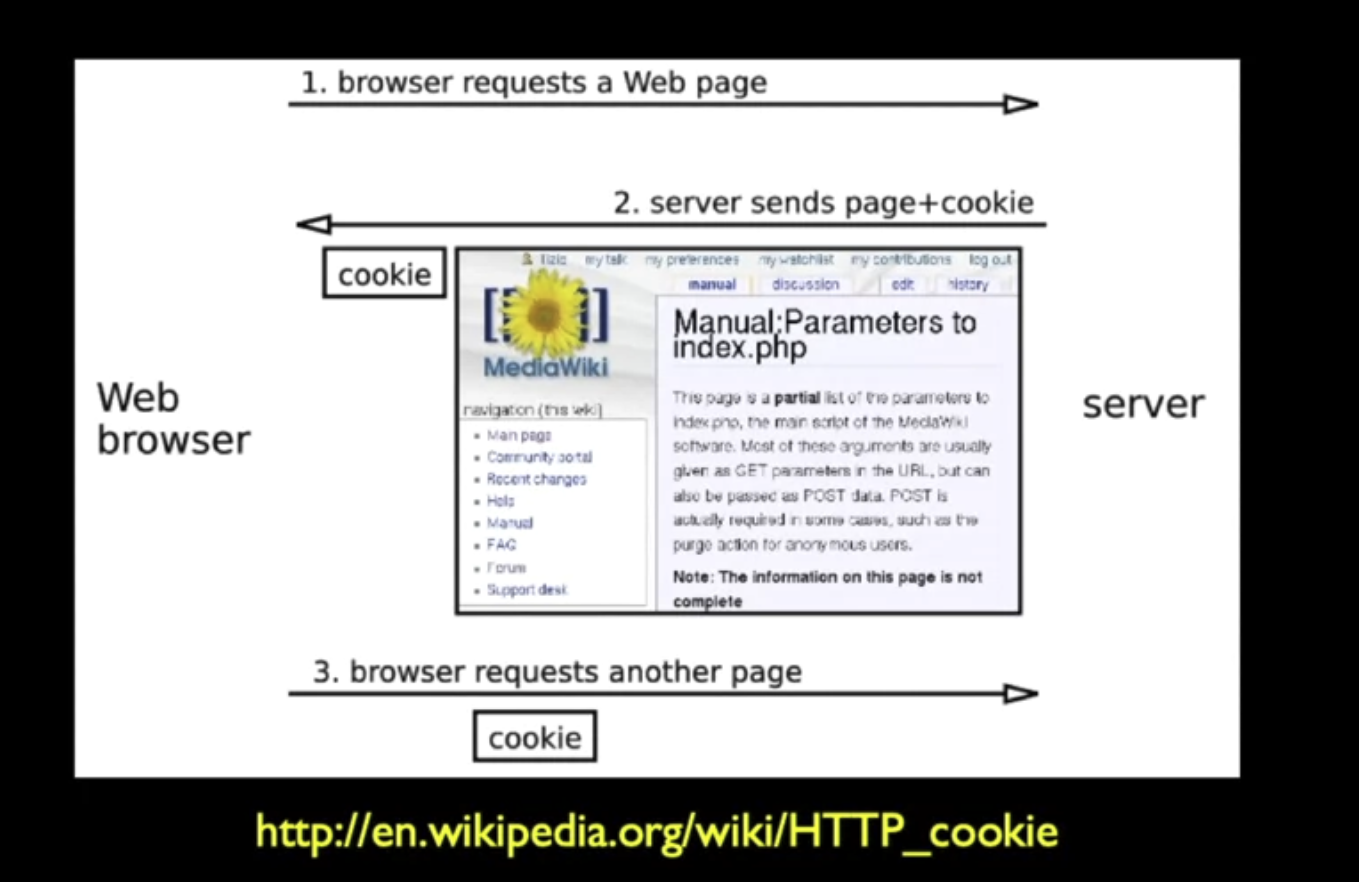 1. browser requests a Web page
2. server sends page+cookie
cookie
Tizio my talk my preferences my watchlist my contributions log out
manual discussion edit history
MediaWiki
Manual:Parameters to
index.php
This page is a partial list of the parameters to
index.php, the main script of the MediaWiki
software. Most of these arguments are usually
given as GET parameters in the URL, but can
also be passed as POST data. POST is
actually required in some cases, such as the
purge action for anonymous users.
Note: The information on this page is not
complete
navigation (this wiki)
Main page
Community portal
Recent changes
Help
Manual
FAQ
Forum
Support desk
Web
browser
server
3. browser requests another page
cookie
http://en.wikipedia.org/wiki/HTTP_cookie